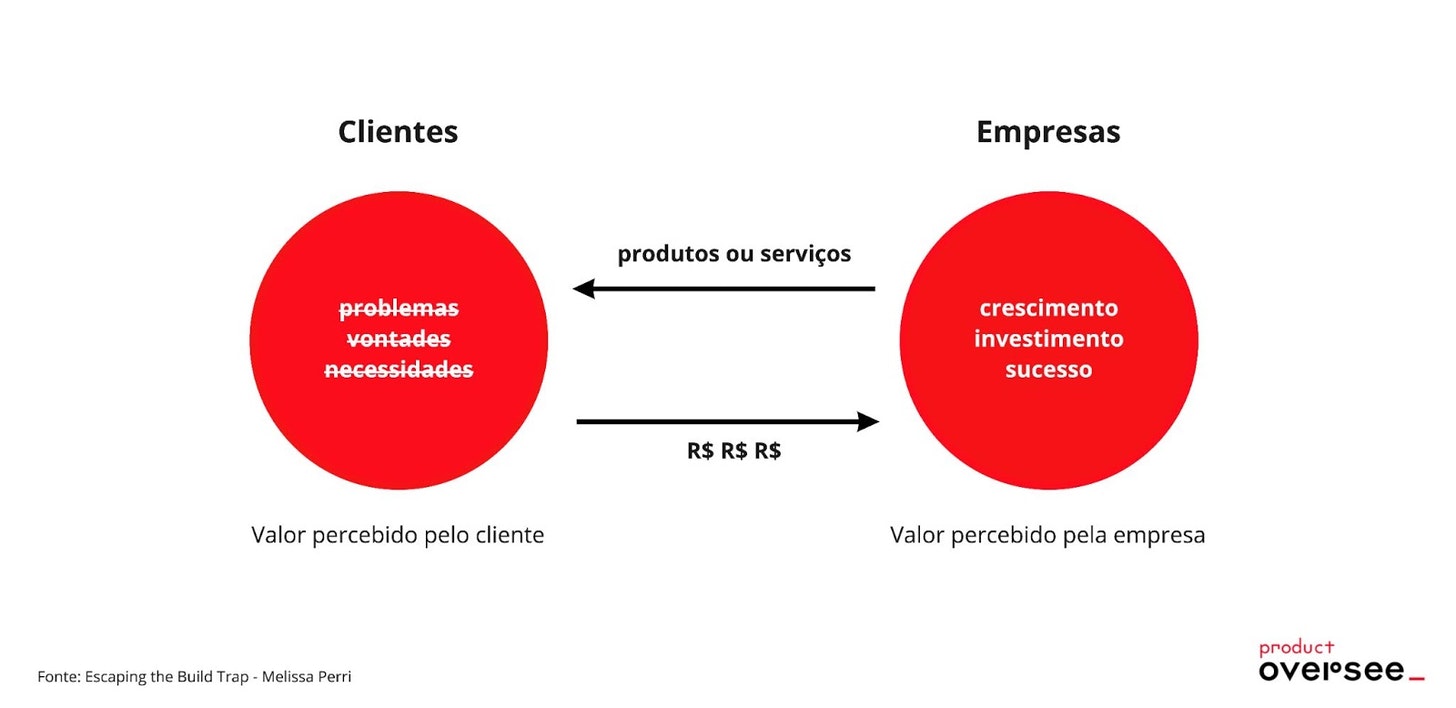 Clientes
Empresas
produtos ou serviços
problemas
vontades
necessidades
crescimento
investimento
sucesso
R$ R$ R$
Valor percebido pelo cliente
Valor percebido pela empresa
Fonte: Escaping the Build Trap - Melissa Perri
product
oversee_